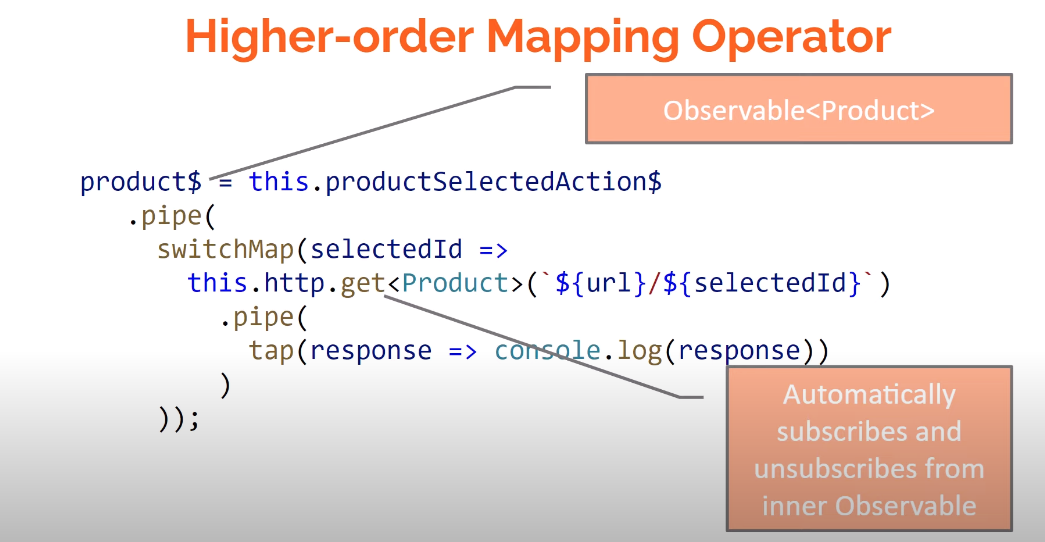 Higher-order Mapping Operator
Observable<Product>
product$ = this.productSelectedAction$
.pipe(
switchMap(selectedId =>
this.http.get<Product>(`${url}/${selectedId}`)
.pipe(
tap(response => console.log(response))
)
));
Automatically
subscribes and
unsubscribes from
inner Observable